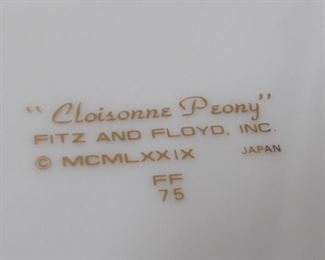 "Cloisonne Peony"
FITZ AND FLOYD, INC.
© MCMLXXIX JAPAN
FF
75